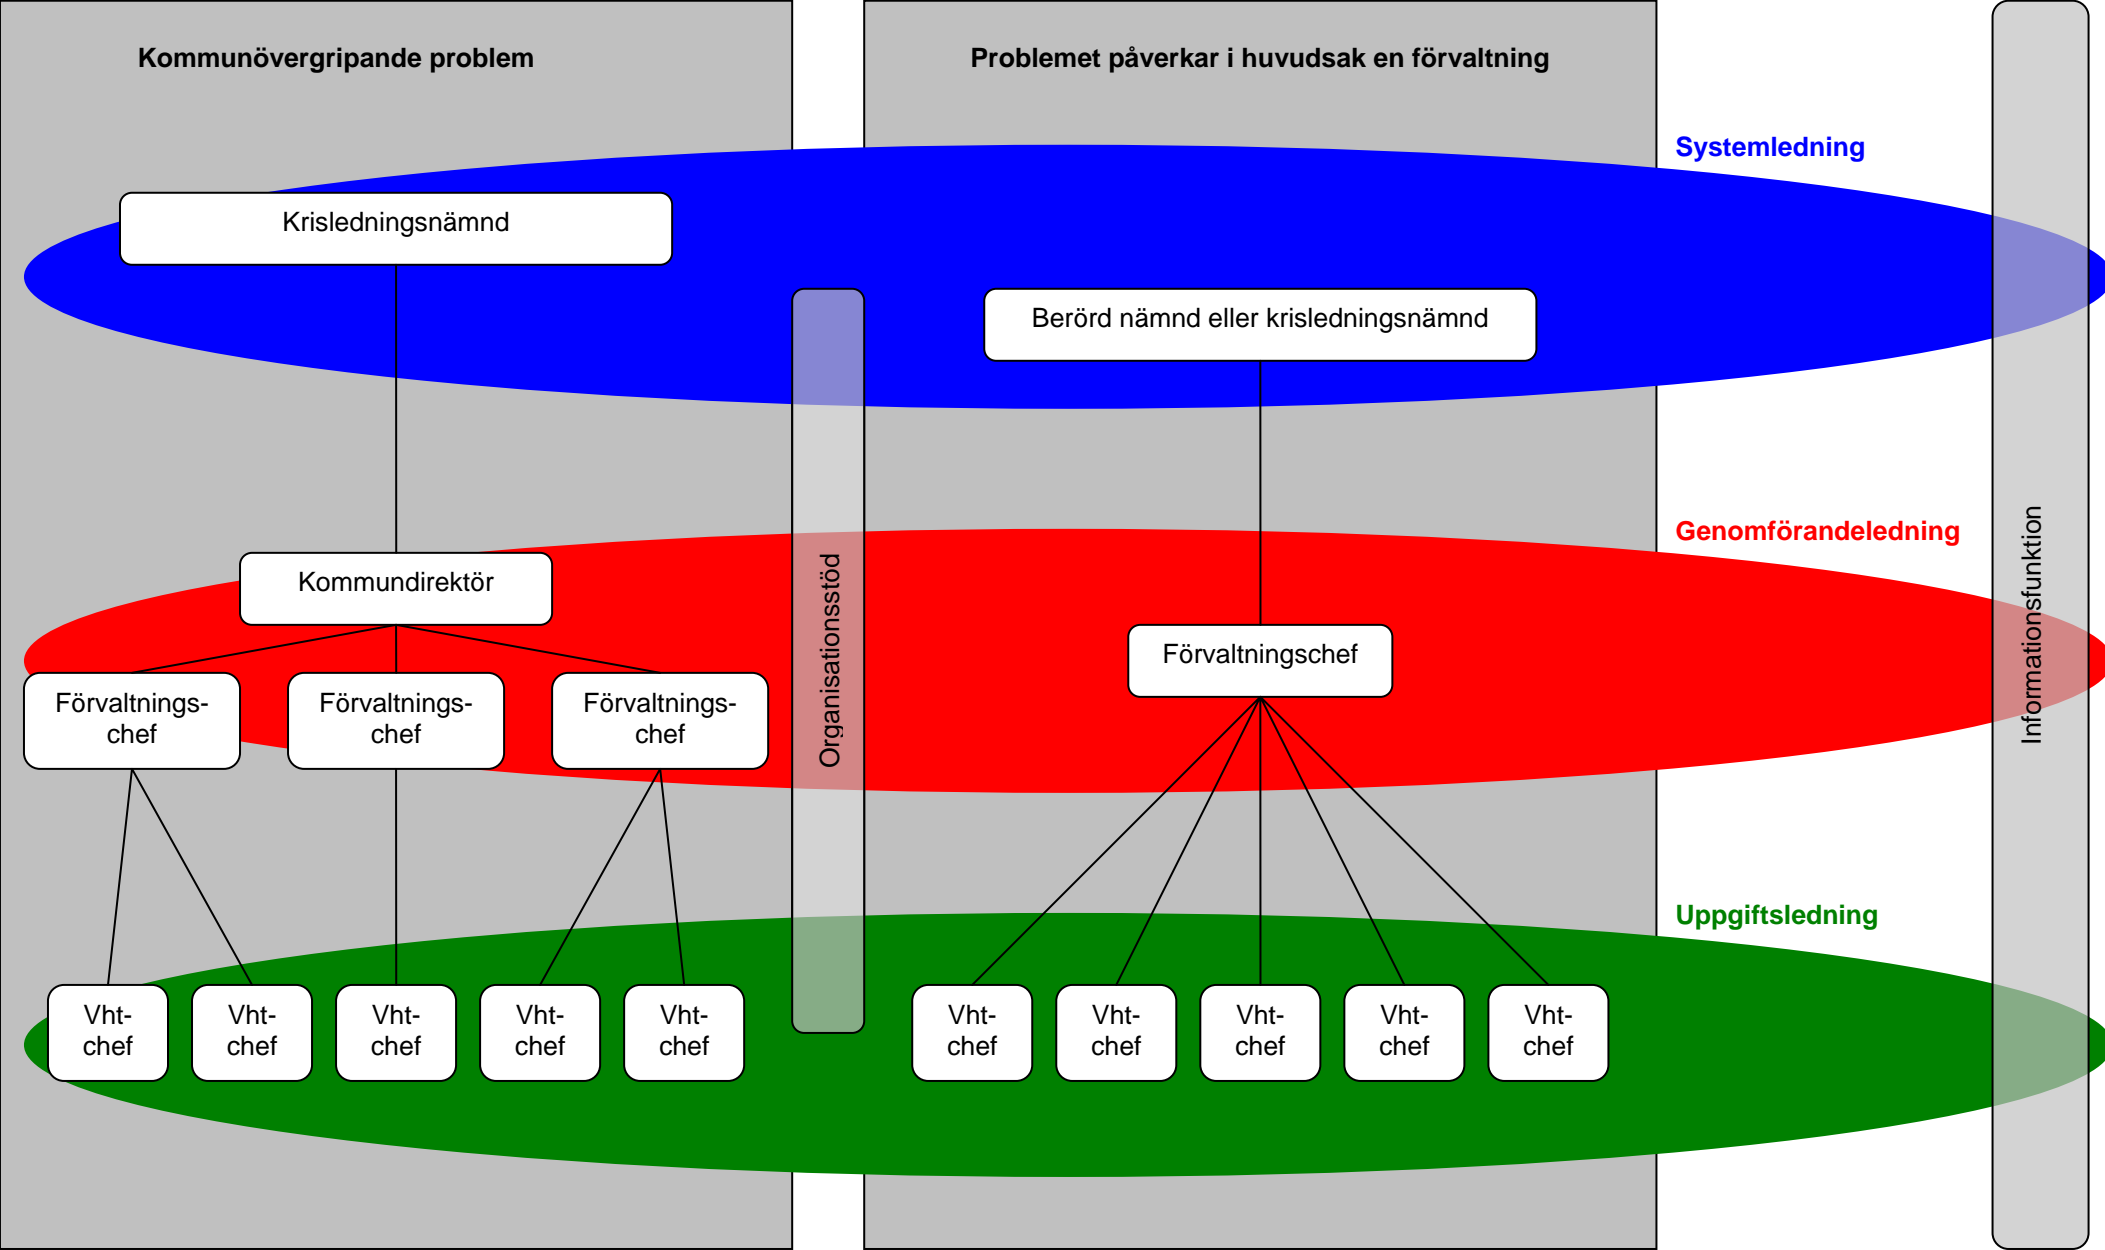 Kommunövergripande problem
Problemet påverkar i huvudsak en förvaltning
Systemledning
Krisledningsnämnd
Berörd nämnd eller krisledningsnämnd
Genomförandeledning
Kommundirektör
Organisationsstöd
Informationsfunktion
Förvaltningschef
Förvaltnings-
chef
Förvaltnings-
chef
Förvaltnings-
chef
Uppgiftsledning
Vht-
chef
Vht-
chef
Vht-
chef
Vht-
chef
Vht-
chef
Vht-
chef
Vht-
chef
Vht-
chef
Vht-
chef
Vht-
chef